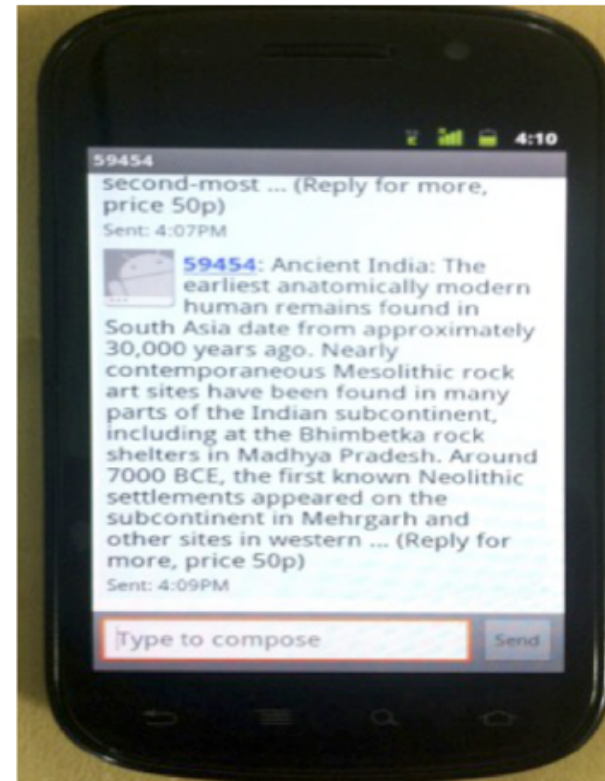 4:10
59454
second-most ... (Reply for more,
price 50p)
Sent: 4:07PM
59454: Ancient India: The
earliest anatomically modern
human remains found in
South Asia date from approximately
30,000 years ago. Nearly
contemporaneous Mesolithic rock
art sites have been found in many
parts of the Indian subcontinent,
including at the Bhimbetka rock
shelters in Madhya Pradesh. Around
7000 BCE, the first known Neolithic
settlements appeared on the
subcontinent in Mehrgarh and
other sites in western ... (Reply for
more, price 50p)
Sent: 4:09PM
Type to compose
Send